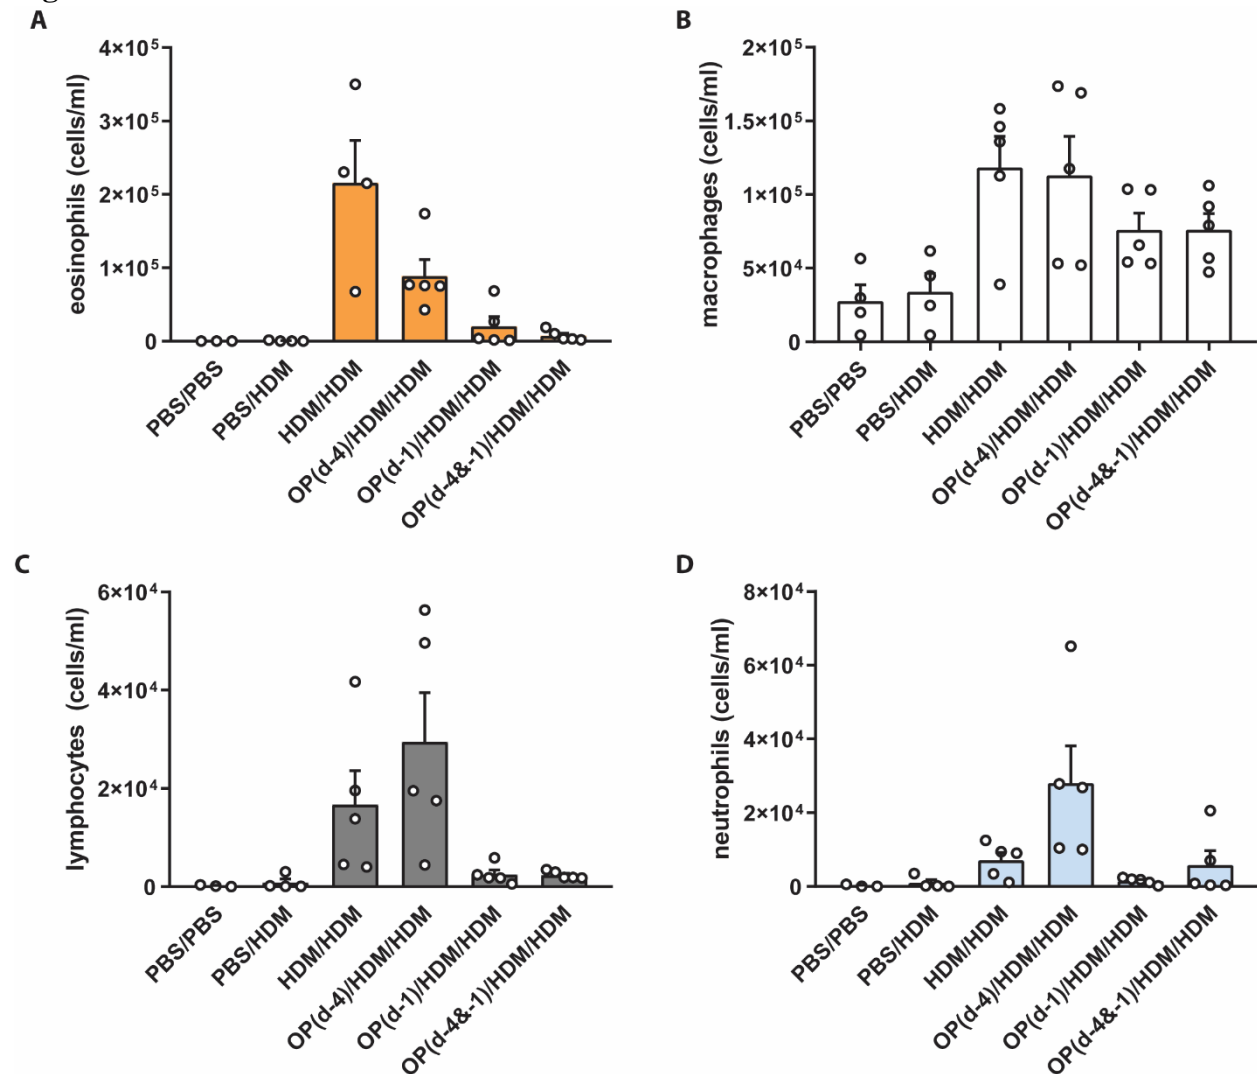 A
eosinophils (cells/ml)
4×10⁵
3×10⁵
2×10⁵
1×10⁵
0
PBS/PBS
PBS/HDM
HDM/HDM
OP(d-4)/HDM/HDM
OP(d-1)/HDM/HDM
OP(d-4&-1)/HDM/HDM
B
macrophages (cells/ml)
2×10⁵
1.5×10⁵
1×10⁵
5×10⁴
0
PBS/PBS
PBS/HDM
HDM/HDM
OP(d-4)/HDM/HDM
OP(d-1)/HDM/HDM
OP(d-4&-1)/HDM/HDM
C
lymphocytes (cells/ml)
6×10⁴
4×10⁴
2×10⁴
0
PBS/PBS
PBS/HDM
HDM/HDM
OP(d-4)/HDM/HDM
OP(d-1)/HDM/HDM
OP(d-4&-1)/HDM/HDM
D
neutrophils (cells/ml)
8×10⁴
6×10⁴
4×10⁴
2×10⁴
0
PBS/PBS
PBS/HDM
HDM/HDM
OP(d-4)/HDM/HDM
OP(d-1)/HDM/HDM
OP(d-4&-1)/HDM/HDM